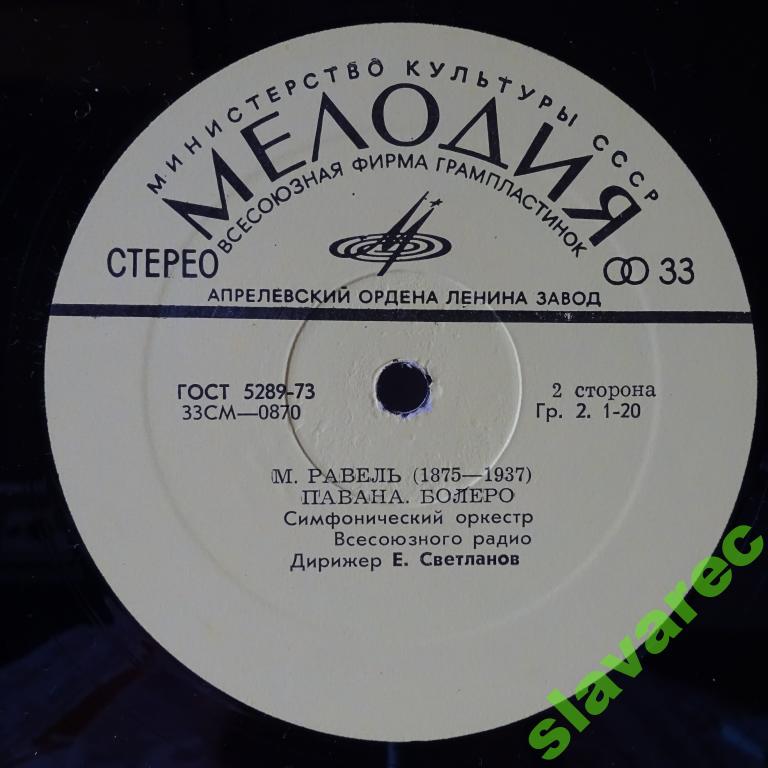 МИНИСТЕРСТВО КУЛЬТУРЫ СССР
МЕЛОДИЯ
ВСЕСОЮЗНАЯ ФИРМА ГРАМПЛАСТИНОК
СТЕРЕО
33
АПРЕЛЕВСКИЙ ОРДЕНА ЛЕНИНА ЗАВОД
ГОСТ 5289-73
2 сторона
33СМ—0870
Гр. 2. 1-20
М. РАВЕЛЬ (1875—1937)
ПАВАНА. БОЛЕРО
Симфонический оркестр
Всесоюзного радио
Дирижер Е. Светланов
slavarec